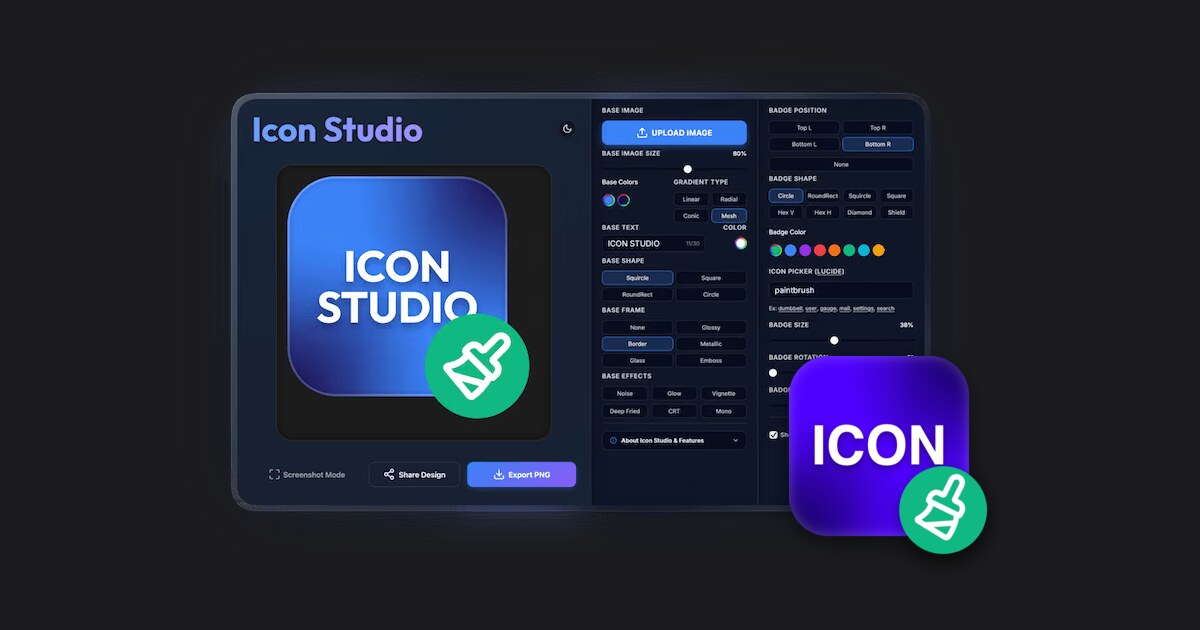 Icon Studio
ICON
STUDIO
Screenshot Mode
Share Design
Export PNG
BASE IMAGE
UPLOAD IMAGE
BASE IMAGE SIZE 80%
Base Colors
GRADIENT TYPE
Linear Radial
Conic Mesh
BASE TEXT COLOR
ICON STUDIO 11/30
BASE SHAPE
Squircle Square
RoundRect Circle
BASE FRAME
None Glossy
Border Metallic
Glass Emboss
BASE EFFECTS
Noise Glow Vignette
Deep Fried CRT Mono
About Icon Studio & Features
BADGE POSITION
Top L Top R
Bottom L Bottom R
None
BADGE SHAPE
Circle RoundRect Squircle Square
Hex V Hex H Diamond Shield
Badge Color
ICON PICKER (LUCIDE)
paintbrush
Ex: dumbbell, user, gauge, mail, settings, search
BADGE SIZE 38%
BADGE ROTATION
ICON